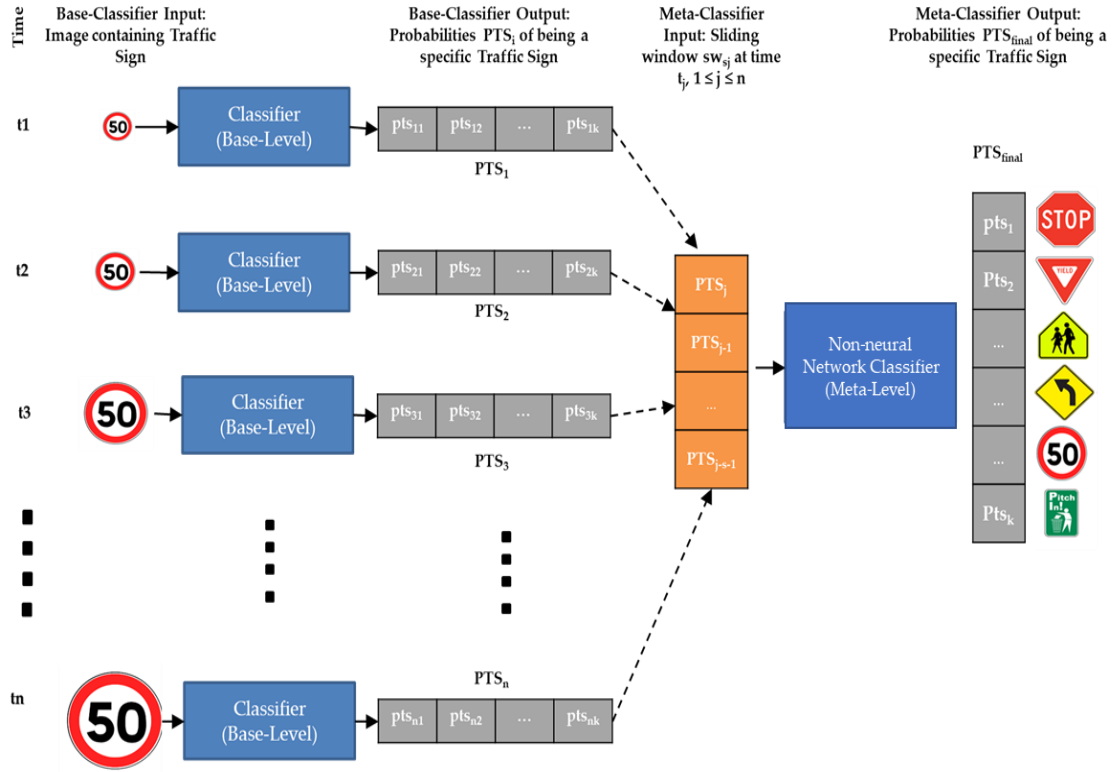 Time
Base-Classifier Input:
Image containing Traffic
Sign
Base-Classifier Output:
Probabilities PTSi of being a
specific Traffic Sign
Meta-Classifier
Input: Sliding
window swsj at time
tj, 1 ≤ j ≤ n
Meta-Classifier Output:
Probabilities PTSfinal of being a
specific Traffic Sign
t1
50
Classifier
(Base-Level)
pts11 pts12 ... pts1k
PTS1
t2
50
Classifier
(Base-Level)
pts21 pts22 ... pts2k
PTS2
t3
50
Classifier
(Base-Level)
pts31 pts32 ... pts3k
PTS3
tn
50
Classifier
(Base-Level)
PTSn
ptsn1 ptsn2 ... ptsnk
PTSj
PTSj-1
...
PTSj-s-1
Non-neural
Network Classifier
(Meta-Level)
PTSfinal
pts1
STOP
Pts2
YIELD
...
...
...
50
Ptsk
Pitch
In!